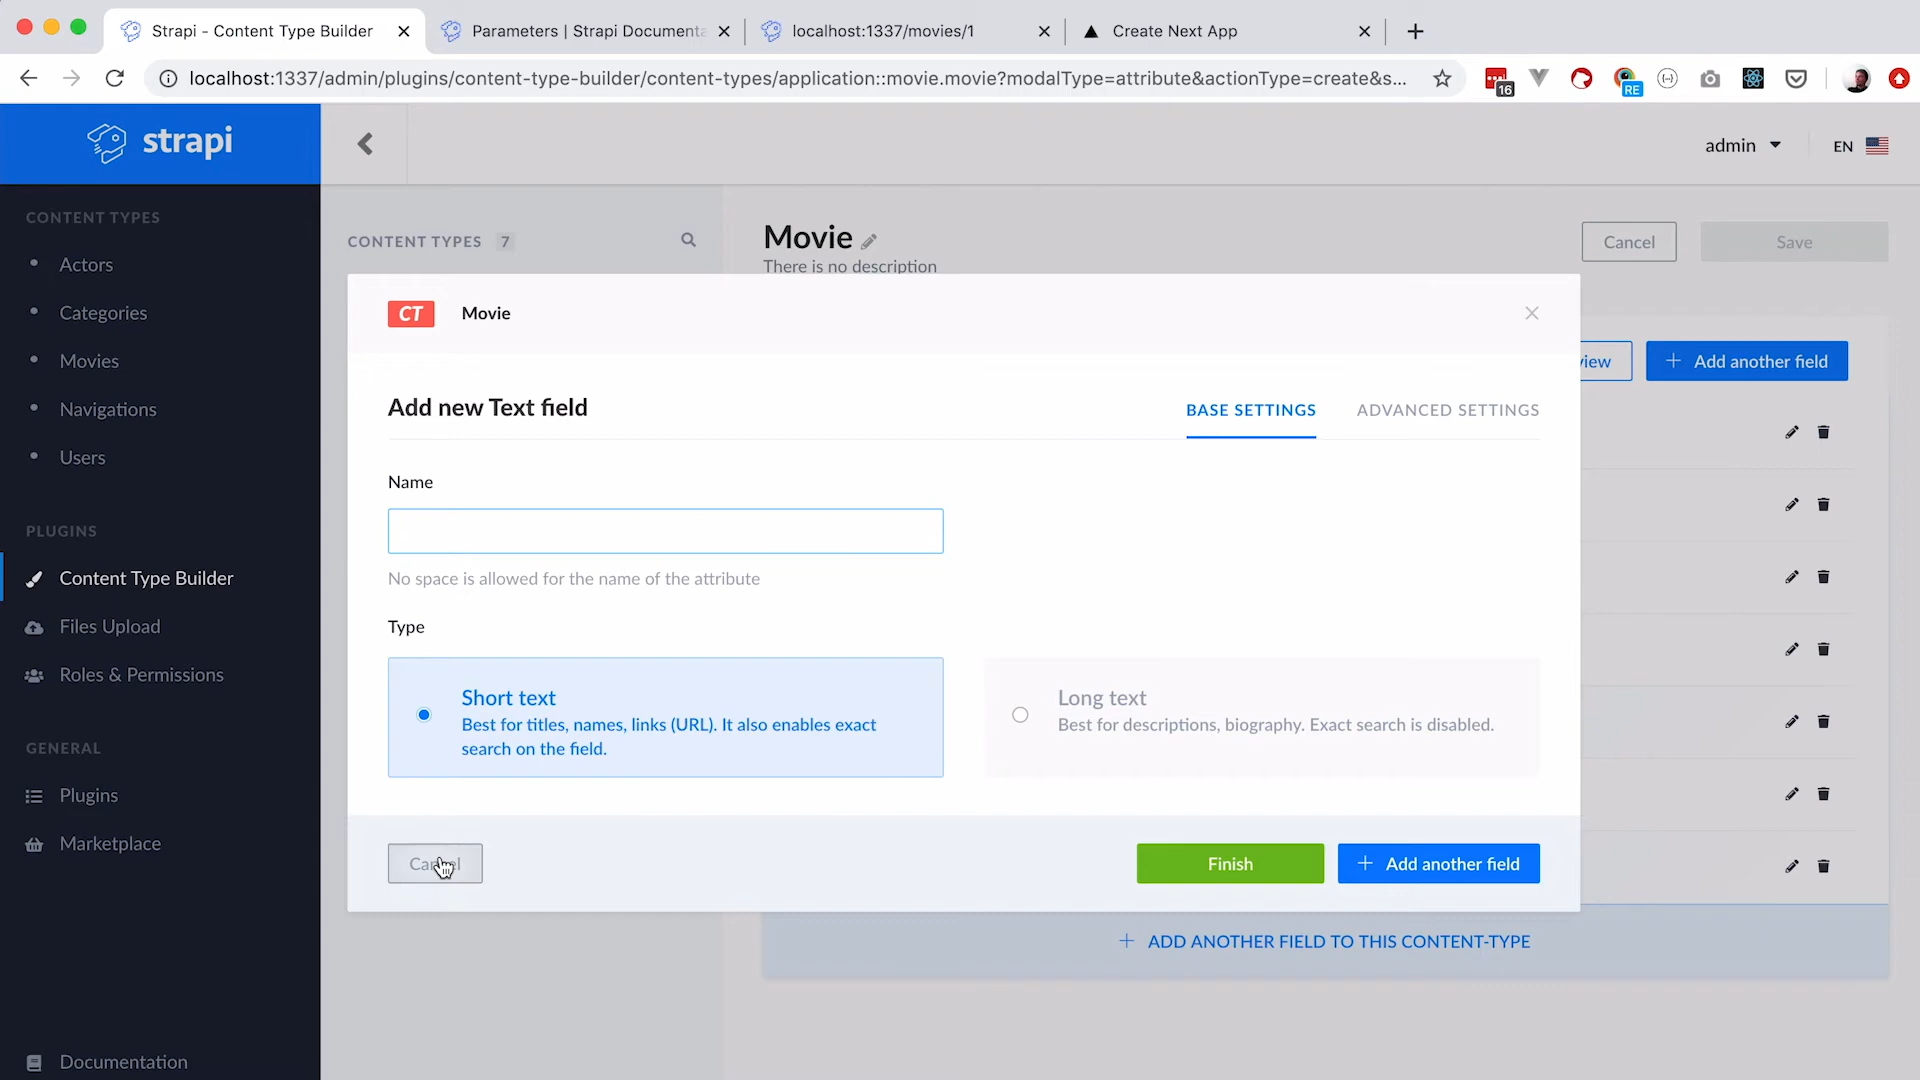 Strapi - Content Type Builder
Parameters | Strapi Documenta
localhost:1337/movies/1
Create Next App
localhost:1337/admin/plugins/content-type-builder/content-types/application::movie.movie?modalType=attribute&actionType=create&s...
16
RE
strapi
admin
EN
CONTENT TYPES
Actors
Categories
Movies
Navigations
Users
PLUGINS
Content Type Builder
Files Upload
Roles & Permissions
GENERAL
Plugins
Marketplace
Documentation
CONTENT TYPES 7
Movie
There is no description
Cancel
Save
+ Add another field
CT Movie
Add new Text field
BASE SETTINGS
ADVANCED SETTINGS
Name
No space is allowed for the name of the attribute
Type
Short text
Best for titles, names, links (URL). It also enables exact
search on the field.
Long text
Best for descriptions, biography. Exact search is disabled.
Cancel
Finish
+ Add another field
+ ADD ANOTHER FIELD TO THIS CONTENT-TYPE